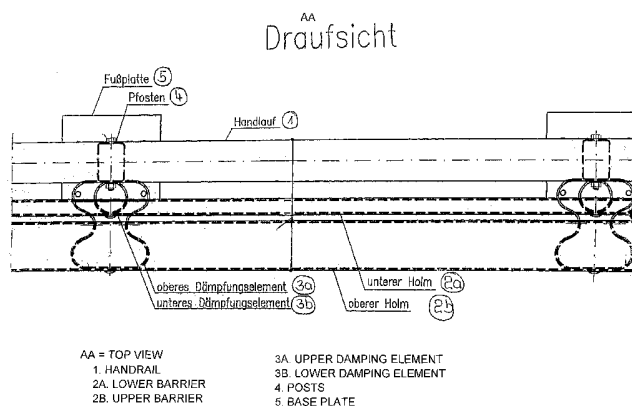 AA
Draufsicht
Fußplatte 5
Pfosten 4
Handlauf 1
oberes Dämpfungselement 3a
unterer Holm 2a
unteres Dämpfungselement 3b
oberer Holm 2b
AA = TOP VIEW
1. HANDRAIL
2A. LOWER BARRIER
2B. UPPER BARRIER
3A. UPPER DAMPING ELEMENT
3B. LOWER DAMPING ELEMENT
4. POSTS
5. BASE PLATE